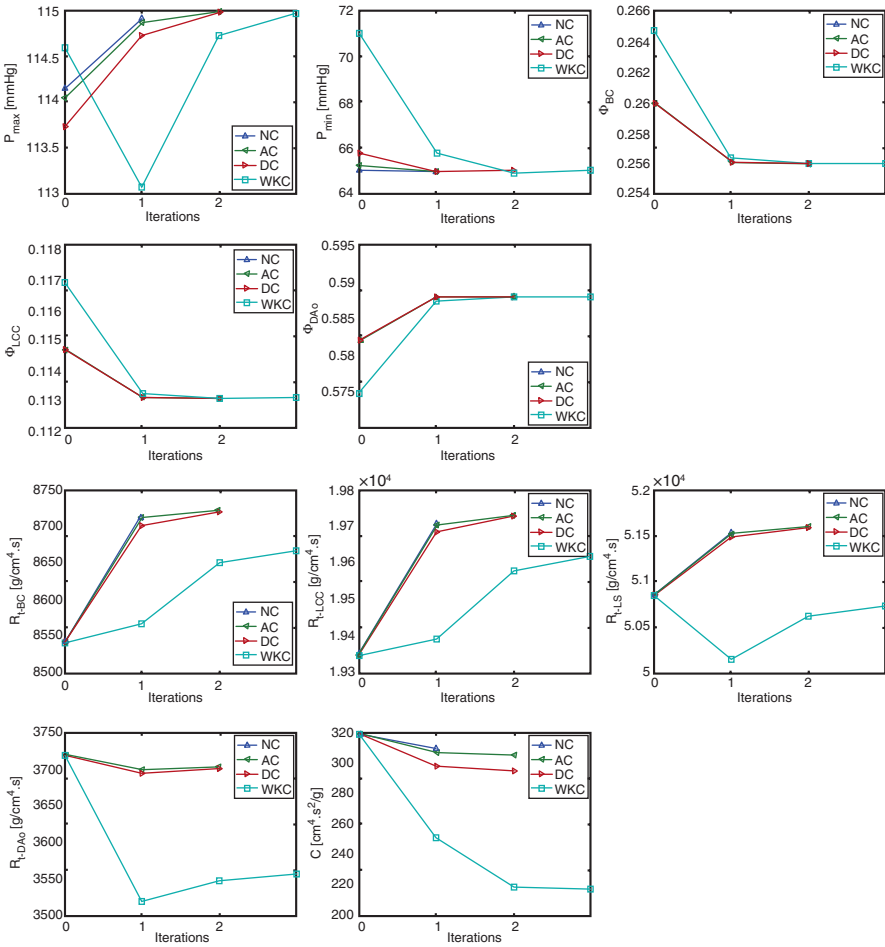 P_max [mmHg]
115
114.5
114
113.5
113
0 1 2
Iterations
NC
AC
DC
WKC
P_min [mmHg]
72
70
68
66
64
0 1 2
Iterations
NC
AC
DC
WKC
Φ_BC
0.266
0.264
0.262
0.26
0.258
0.256
0.254
0 1 2
Iterations
NC
AC
DC
WKC
Φ_LCC
0.118
0.117
0.116
0.115
0.114
0.113
0.112
0 1 2
Iterations
NC
AC
DC
WKC
Φ_DAo
0.595
0.59
0.585
0.58
0.575
0 1 2
Iterations
NC
AC
DC
WKC
R_t-BC [g/cm⁴.s]
8750
8700
8650
8600
8550
8500
0 1 2
Iterations
NC
AC
DC
WKC
R_t-LCC [g/cm⁴.s]
×10⁴
1.98
1.97
1.96
1.95
1.94
1.93
0 1 2
Iterations
NC
AC
DC
WKC
R_t-LS [g/cm⁴.s]
×10⁴
5.2
5.15
5.1
5.05
5
0 1 2
Iterations
NC
AC
DC
WKC
R_t-DAo [g/cm⁴.s]
3750
3700
3650
3600
3550
3500
0 1 2
Iterations
NC
AC
DC
WKC
C [cm⁴.s²/g]
320
300
280
260
240
220
200
0 1 2
Iterations
NC
AC
DC
WKC